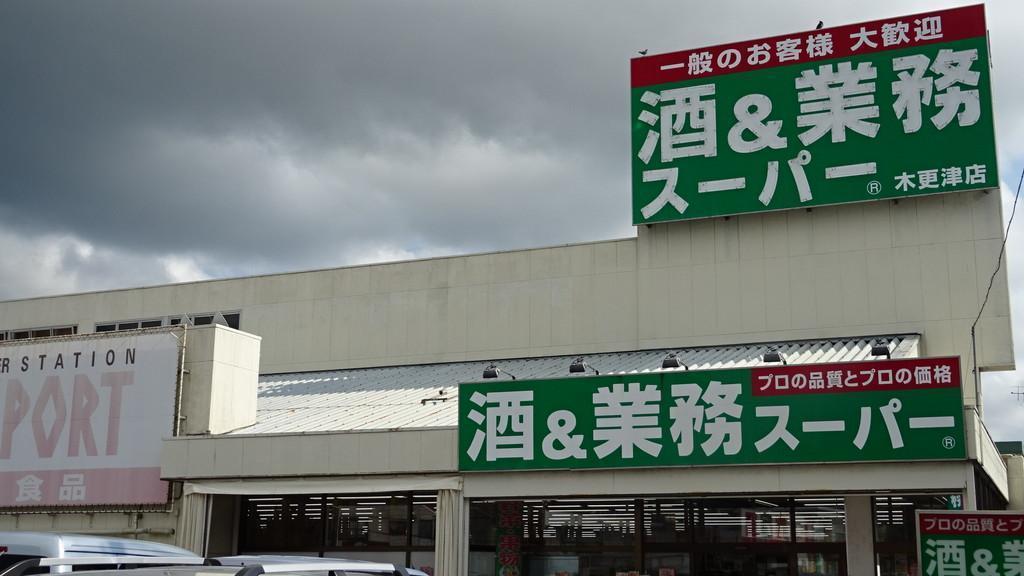 一般のお客様 大歓迎
酒&業務
スーパー®
木更津店
プロの品質とプロの価格
酒&業務スーパー®
ER STATION
PORT
食品
プロの品質とプ
酒&業